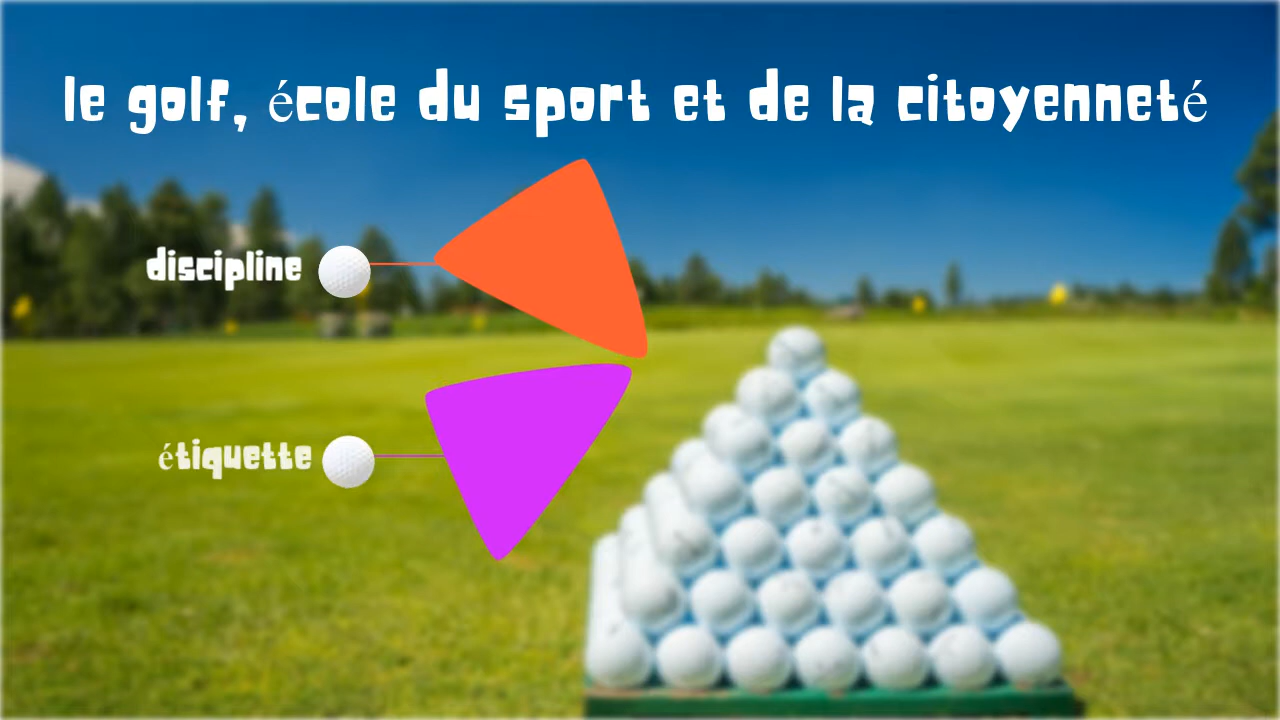 le golf, école du sport et de la citoyenneté
discipline
étiquette